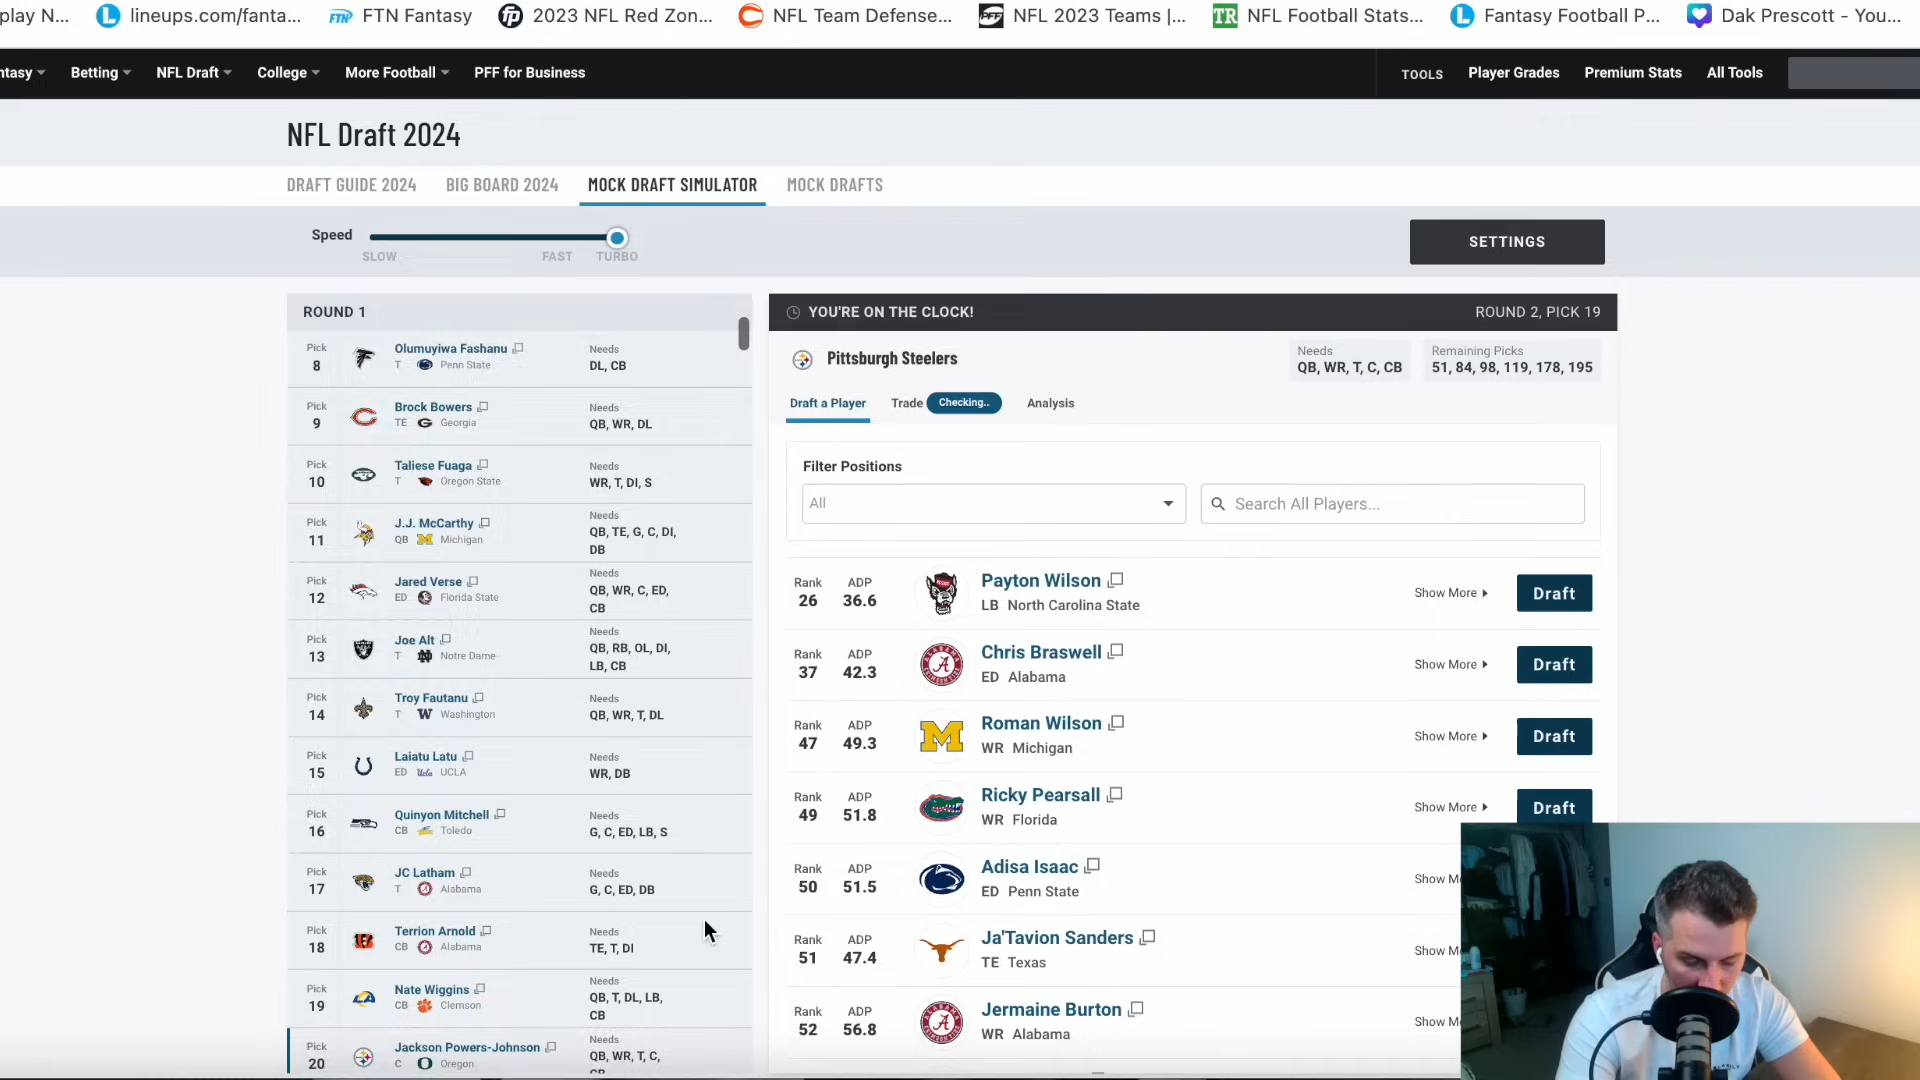 play N...
lineups.com/fanta...
FTN FTN Fantasy
fp 2023 NFL Red Zon...
NFL Team Defense...
PFF NFL 2023 Teams |...
TR NFL Football Stats...
Fantasy Football P...
Dak Prescott - You...
ntasy Betting NFL Draft College More Football PFF for Business
TOOLS Player Grades Premium Stats All Tools
NFL Draft 2024
DRAFT GUIDE 2024 BIG BOARD 2024 MOCK DRAFT SIMULATOR MOCK DRAFTS
Speed
SLOW FAST TURBO
SETTINGS
ROUND 1
Pick 8
Olumuyiwa Fashanu
T Penn State
Needs
DL, CB
Pick 9
Brock Bowers
TE Georgia
Needs
QB, WR, DL
Pick 10
Taliese Fuaga
T Oregon State
Needs
WR, T, DI, S
Pick 11
J.J. McCarthy
QB Michigan
Needs
QB, TE, G, C, DI,
DB
Pick 12
Jared Verse
ED Florida State
Needs
QB, WR, C, ED,
CB
Pick 13
Joe Alt
T Notre Dame
Needs
QB, RB, OL, DI,
LB, CB
Pick 14
Troy Fautanu
T Washington
Needs
QB, WR, T, DL
Pick 15
Laiatu Latu
ED UCLA
Needs
WR, DB
Pick 16
Quinyon Mitchell
CB Toledo
Needs
G, C, ED, LB, S
Pick 17
JC Latham
T Alabama
Needs
G, C, ED, DB
Pick 18
Terrion Arnold
CB Alabama
Needs
TE, T, DI
Pick 19
Nate Wiggins
CB Clemson
Needs
QB, T, DL, LB,
CB
Pick 20
Jackson Powers-Johnson
C Oregon
Needs
QB, WR, T, C,
CB
YOU'RE ON THE CLOCK!
ROUND 2, PICK 19
Pittsburgh Steelers
Needs
QB, WR, T, C, CB
Remaining Picks
51, 84, 98, 119, 178, 195
Draft a Player Trade Checking.. Analysis
Filter Positions
All
Search All Players...
Rank 26
ADP 36.6
Payton Wilson
LB North Carolina State
Show More
Draft
Rank 37
ADP 42.3
Chris Braswell
ED Alabama
Show More
Draft
Rank 47
ADP 49.3
Roman Wilson
WR Michigan
Show More
Draft
Rank 49
ADP 51.8
Ricky Pearsall
WR Florida
Show More
Draft
Rank 50
ADP 51.5
Adisa Isaac
ED Penn State
Show Mo
Rank 51
ADP 47.4
Ja'Tavion Sanders
TE Texas
Show Mo
Rank 52
ADP 56.8
Jermaine Burton
WR Alabama
Show Mo